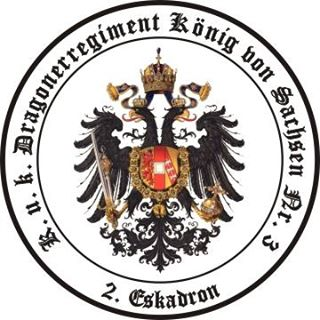 K. u. k. Dragonerregiment König von Sachsen Nr. 3
2. Eskadron